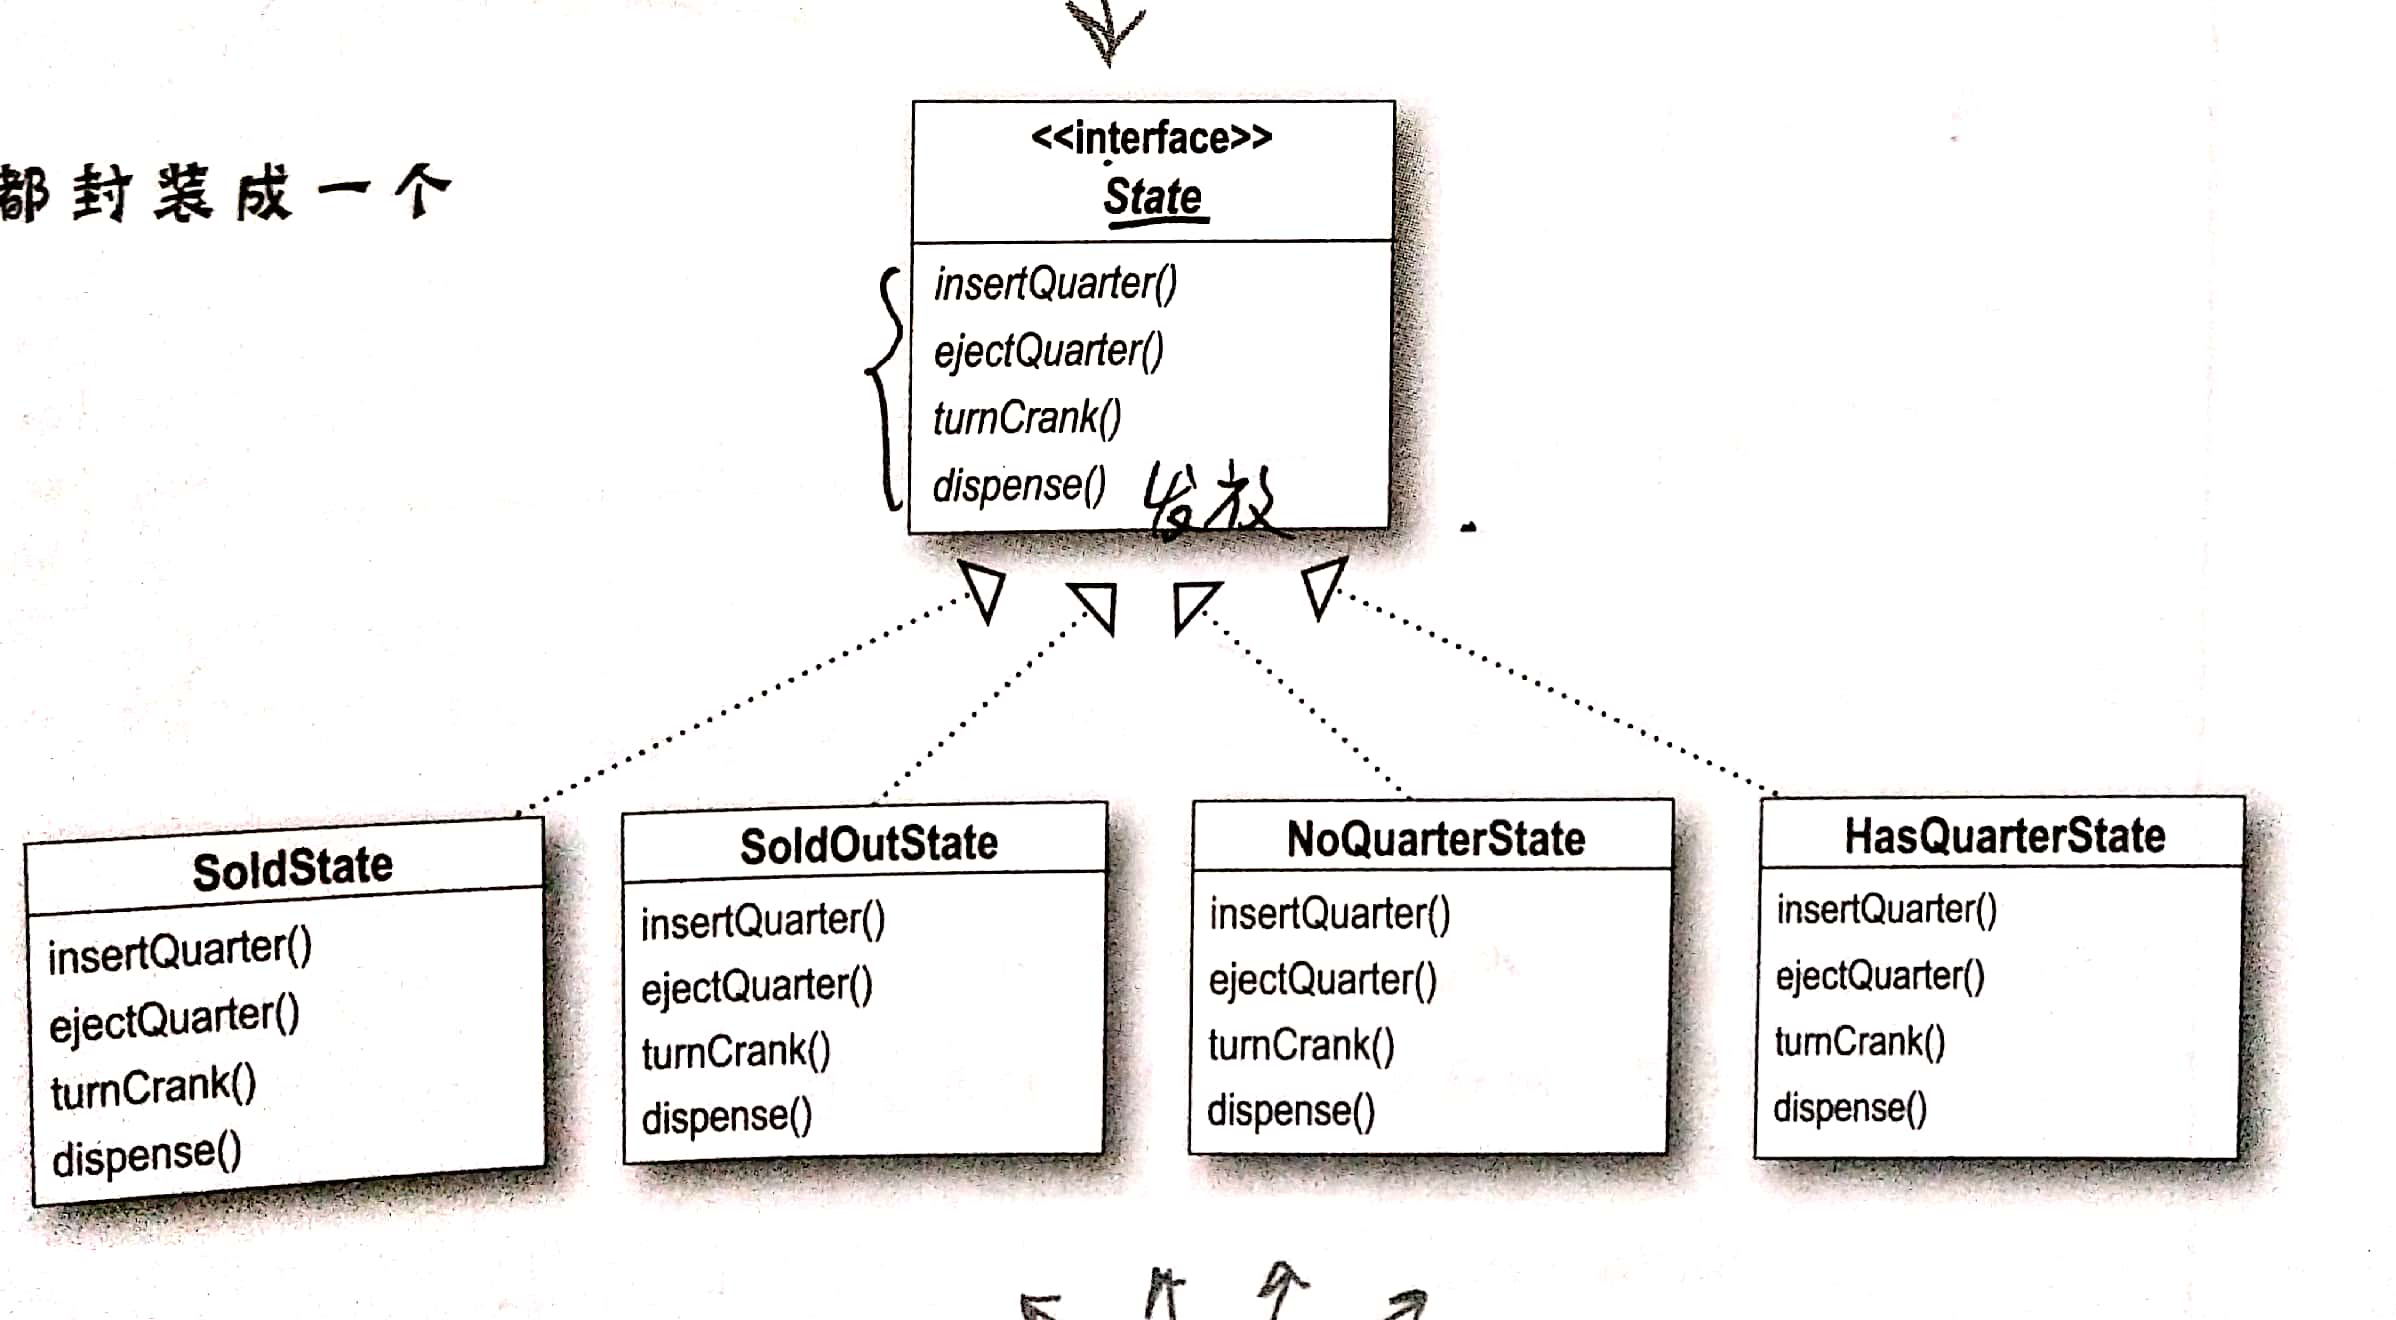 都封装成一个
<<interface>>
State
insertQuarter()
ejectQuarter()
turnCrank()
dispense() 发放
SoldState
insertQuarter()
ejectQuarter()
turnCrank()
dispense()
SoldOutState
insertQuarter()
ejectQuarter()
turnCrank()
dispense()
NoQuarterState
insertQuarter()
ejectQuarter()
turnCrank()
dispense()
HasQuarterState
insertQuarter()
ejectQuarter()
turnCrank()
dispense()